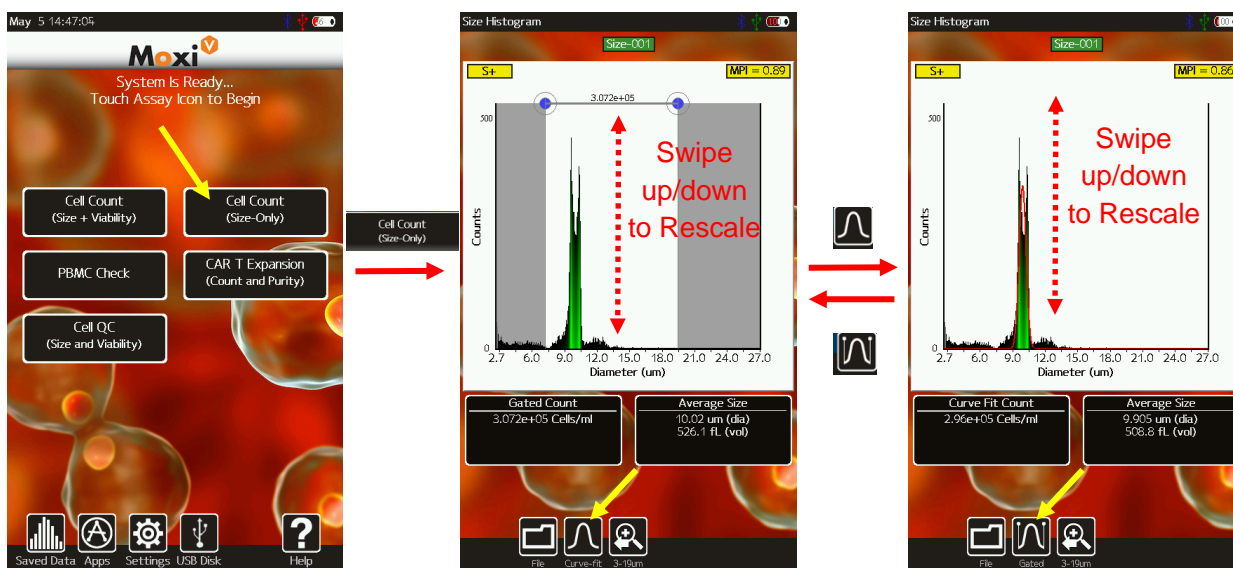 May 5 14:47:04
Moxi V
System Is Ready...
Touch Assay Icon to Begin
Cell Count
(Size + Viability)
Cell Count
(Size-Only)
PBMC Check
CAR T Expansion
(Count and Purity)
Cell QC
(Size and Viability)
Saved Data
Apps
Settings
USB Disk
?
Help
Cell Count
(Size-Only)
Size Histogram
Size-001
S+
MPI = 0.89
3.072e+05
500
Counts
0
2.7 6.0 9.0 12.0 15.0 18.0 21.0 24.0 27.0
Diameter (um)
Swipe
up/down
to Rescale
Gated Count
3.072e+05 Cells/ml
Average Size
10.02 um (dia)
526.1 fL (vol)
File
Curve-fit
3-19um
Size Histogram
Size-001
S+
MPI = 0.86
500
Counts
0
2.7 6.0 9.0 12.0 15.0 18.0 21.0 24.0 27.0
Diameter (um)
Swipe
up/down
to Rescale
Curve Fit Count
2.96e+05 Cells/ml
Average Size
9.905 um (dia)
508.8 fL (vol)
File
Gated
3-19um